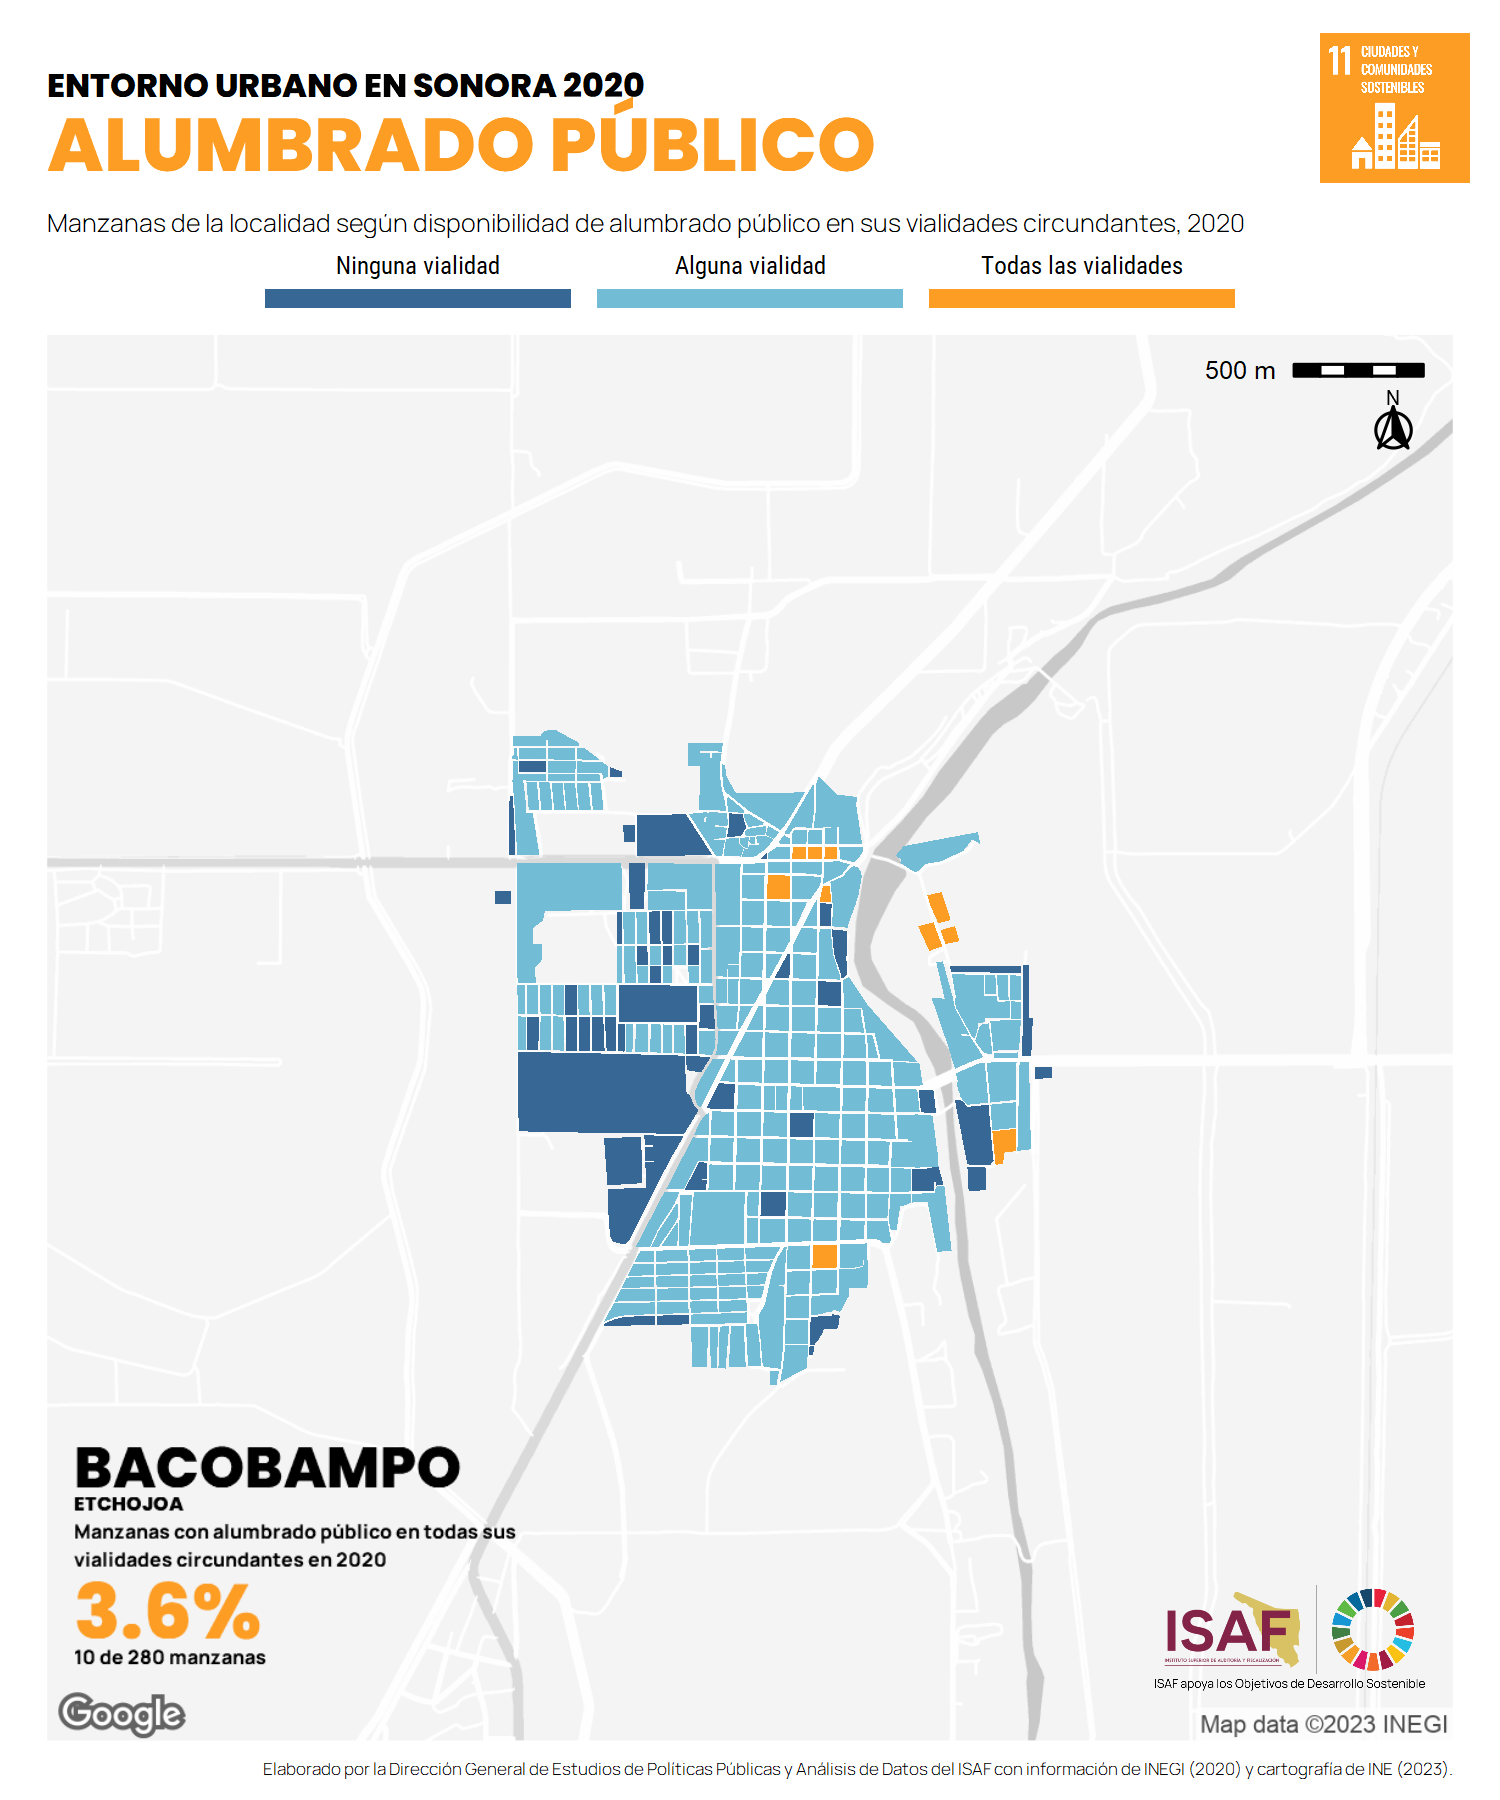 ENTORNO URBANO EN SONORA 2020
ALUMBRADO PÚBLICO
11 CIUDADES Y
COMUNIDADES
SOSTENIBLES
Manzanas de la localidad según disponibilidad de alumbrado público en sus vialidades circundantes, 2020
Ninguna vialidad
Alguna vialidad
Todas las vialidades
500 m
N
BACOBAMPO
ETCHOJOA
Manzanas con alumbrado público en todas sus
vialidades circundantes en 2020
3.6%
10 de 280 manzanas
ISAF
INSTITUTO SUPERIOR DE AUDITORÍA Y FISCALIZACIÓN
ISAF apoya los Objetivos de Desarrollo Sostenible
Google
Map data ©2023 INEGI
Elaborado por la Dirección General de Estudios de Políticas Públicas y Análisis de Datos del ISAF con información de INEGI (2020) y cartografía de INE (2023).